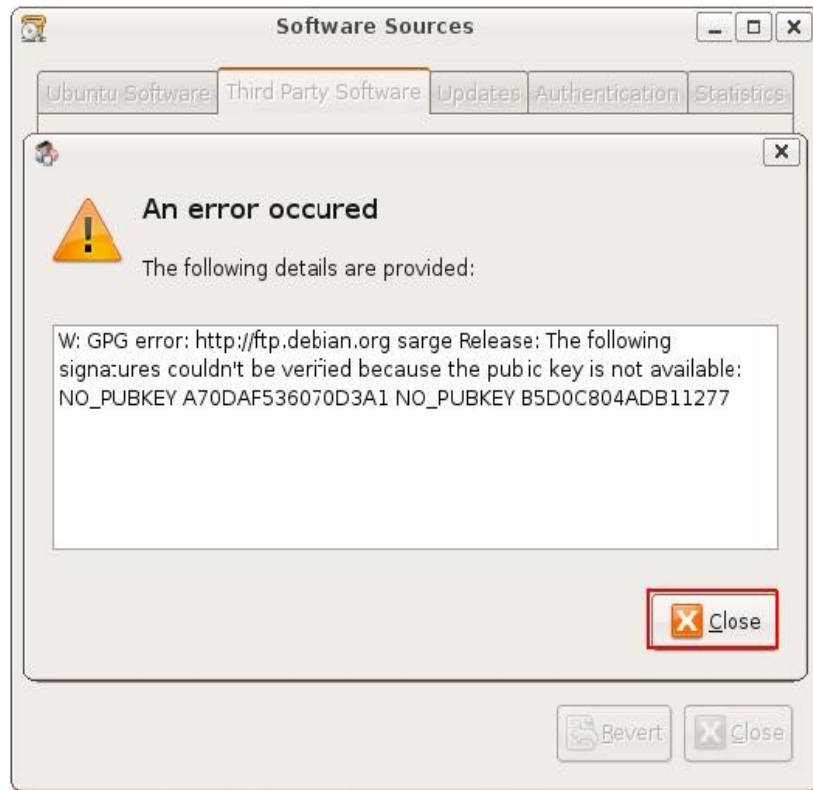 Software Sources
Ubuntu Software Third Party Software Updates Authentication Statistics
An error occured
The following details are provided:
W: GPG error: http://ftp.debian.org sarge Release: The following
signatures couldn't be verified because the pubic key is not available:
NO_PUBKEY A70DAF536070D3A1 NO_PUBKEY B5D0C804ADB11277
Close
Revert Close